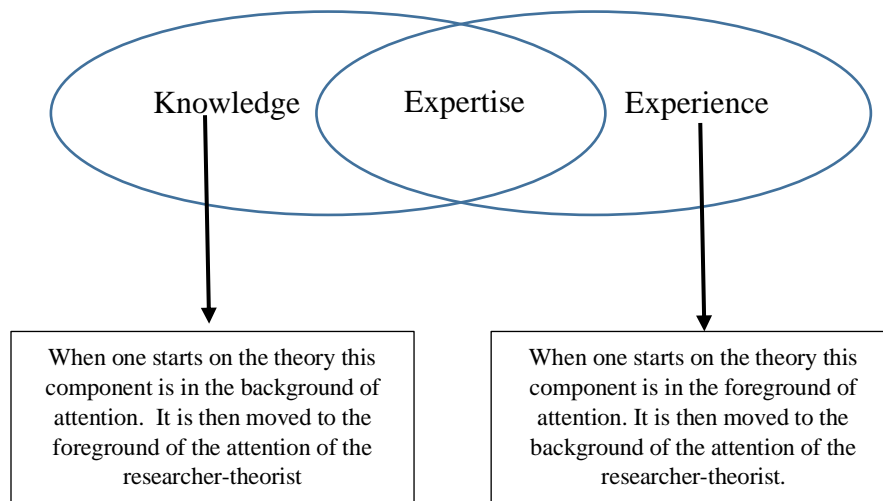 Knowledge
Expertise
Experience
When one starts on the theory this
component is in the background of
attention.  It is then moved to the
foreground of the attention of the
researcher-theorist
When one starts on the theory this
component is in the foreground of
attention. It is then moved to the
background of the attention of the
researcher-theorist.